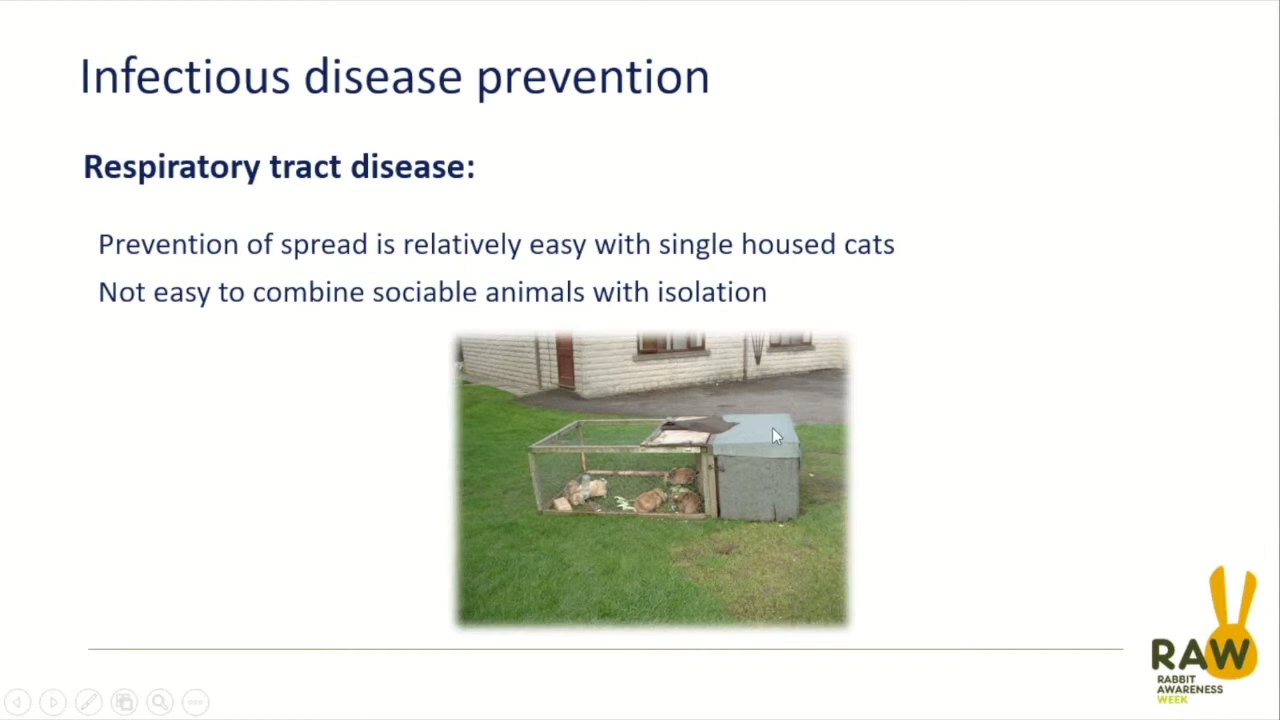 Infectious disease prevention
Respiratory tract disease:
Prevention of spread is relatively easy with single housed cats
Not easy to combine sociable animals with isolation
RAW
RABBIT
AWARENESS
WEEK